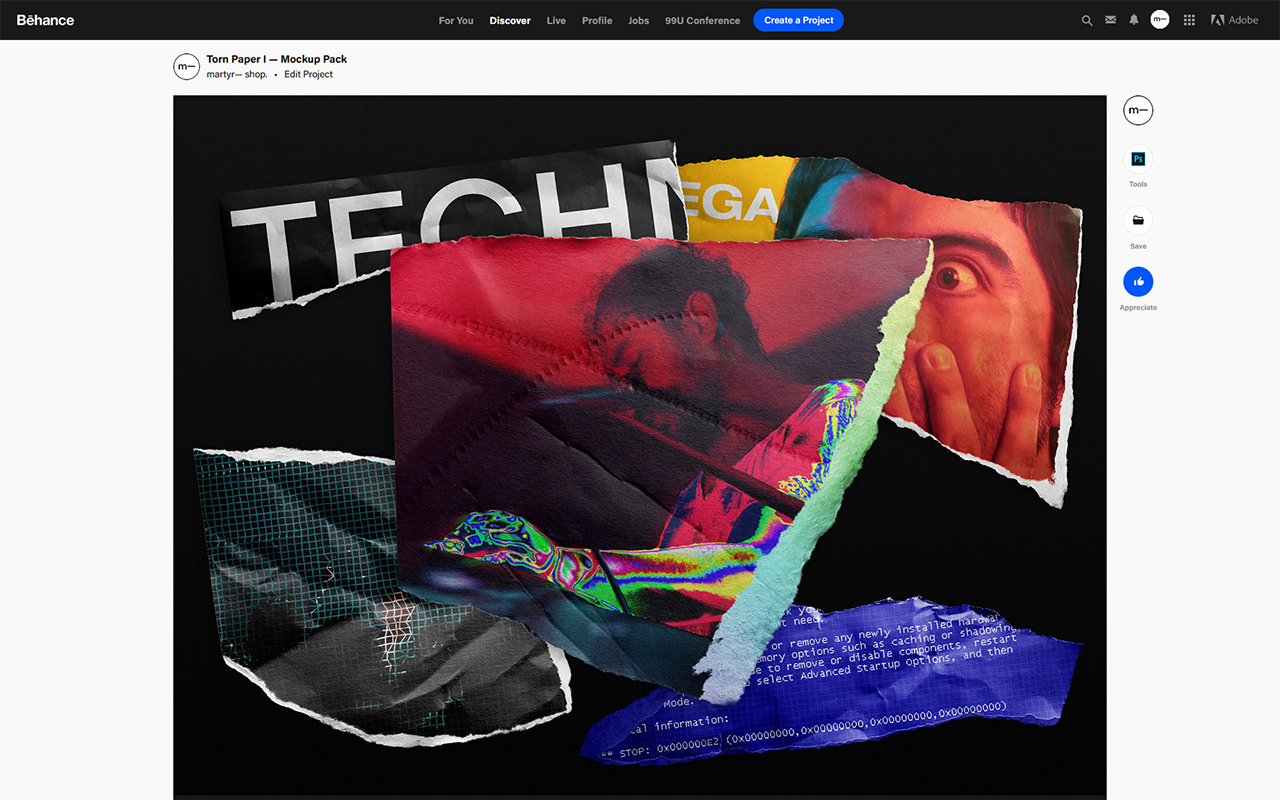 Bēhance
For You Discover Live Profile Jobs 99U Conference Create a Project
m— Adobe
m—
Torn Paper I — Mockup Pack
martyr— shop. • Edit Project
m—
Ps
Tools
Save
Appreciate
TECHN
EGA
you
t need.
or remove any newly installed hardwar
emory options such as caching or shadowing
e to remove or disable components, restart
o select Advanced Startup Options, and then
Mode.
cal information:
** STOP: 0x000000E2 (0x00000000,0x00000000,0x00000000,0x00000000)